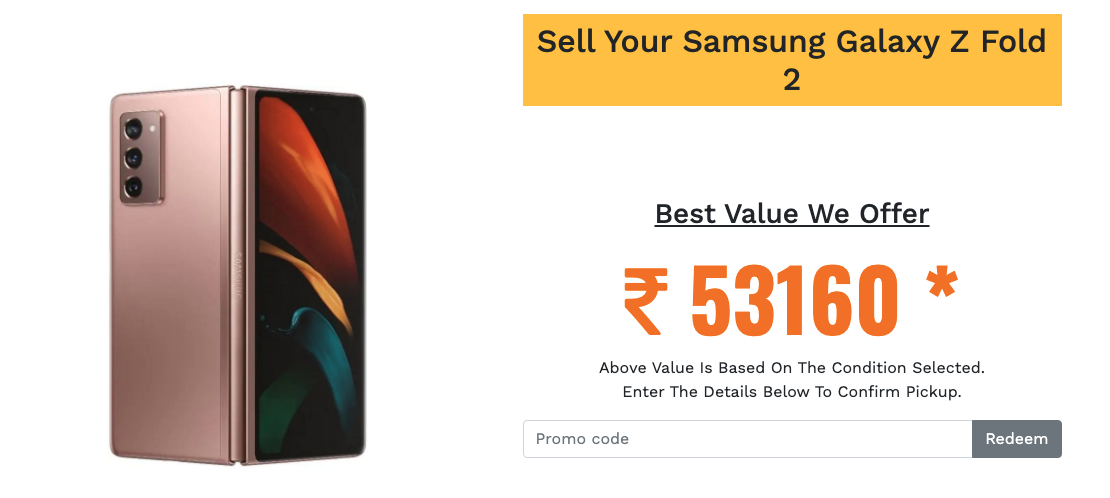 Sell Your Samsung Galaxy Z Fold
2
Best Value We Offer
₹ 53160 *
Above Value Is Based On The Condition Selected.
Enter The Details Below To Confirm Pickup.
Promo code
Redeem
SAMSUNG